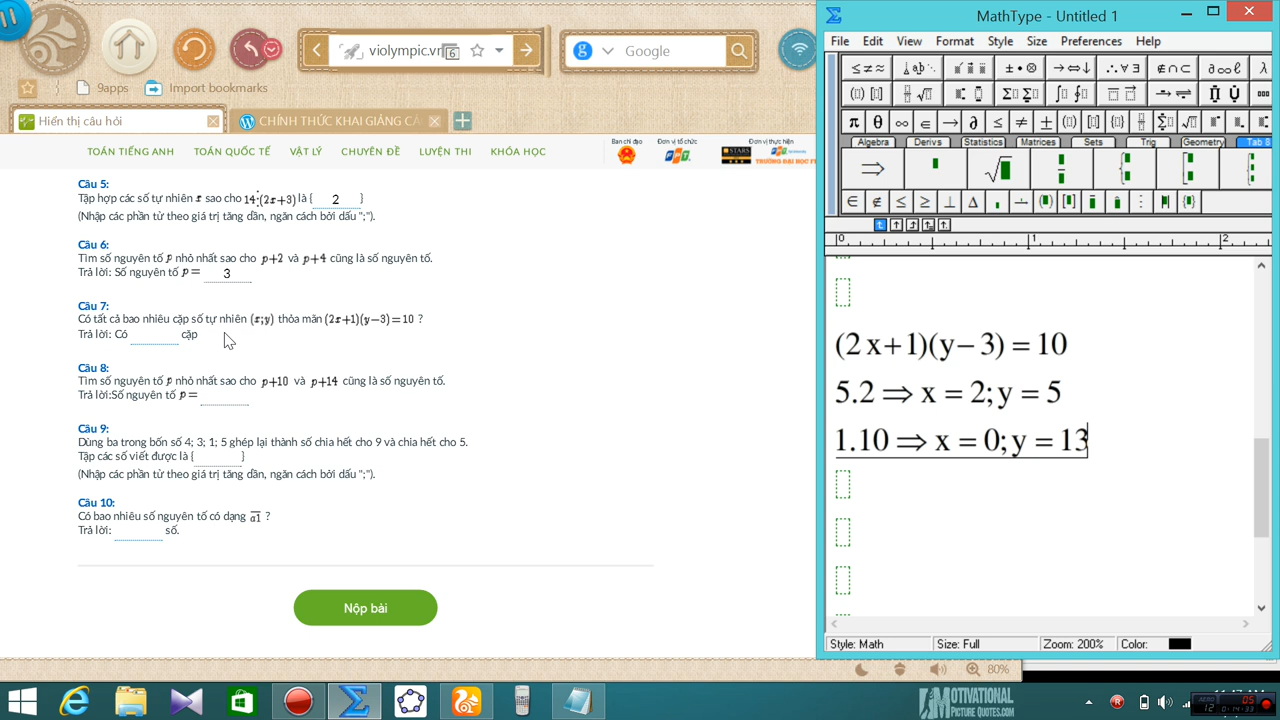 MathType - Untitled 1
violympic.vn
6
Google
File Edit View Format Style Size Preferences Help
9apps Import bookmarks
Hiển thị câu hỏi
CHÍNH THỨC KHAI GIẢNG CÁ
Algebra Derivs Statistics Matrices Sets Trig Geometry Tab 8
TOÁN TIẾNG ANH TOÁN QUỐC TẾ VẬT LÝ CHUYÊN ĐỀ LUYỆN THI KHÓA HỌC
Ban chỉ đạo Đơn vị tổ chức Đơn vị thực hiện
Câu 5:
Tập hợp các số tự nhiên x sao cho 14⋮(2x+3) là { 2 }
(Nhập các phần từ theo giá trị tăng dần, ngăn cách bởi dấu ";").
Câu 6:
Tìm số nguyên tố p nhỏ nhất sao cho p+2 và p+4 cũng là số nguyên tố.
Trả lời: Số nguyên tố p= 3
Câu 7:
Có tất cả bao nhiêu cặp số tự nhiên (x;y) thỏa mãn (2x+1)(y−3)=10 ?
Trả lời: Có cặp
Câu 8:
Tìm số nguyên tố p nhỏ nhất sao cho p+10 và p+14 cũng là số nguyên tố.
Trả lời:Số nguyên tố p=
Câu 9:
Dùng ba trong bốn số 4; 3; 1; 5 ghép lại thành số chia hết cho 9 và chia hết cho 5.
Tập các số viết được là { }
(Nhập các phần từ theo giá trị tăng dần, ngăn cách bởi dấu ";").
Câu 10:
Có bao nhiêu số nguyên tố có dạng a1̅ ?
Trả lời: số.
Nộp bài
0 1 2
(2x+1)(y−3)=10
5.2⇒x=2;y=5
1.10⇒x=0;y=13
Style: Math Size: Full Zoom: 200% Color:
80%
MOTIVATIONAL
PICTURE QUOTES.COM